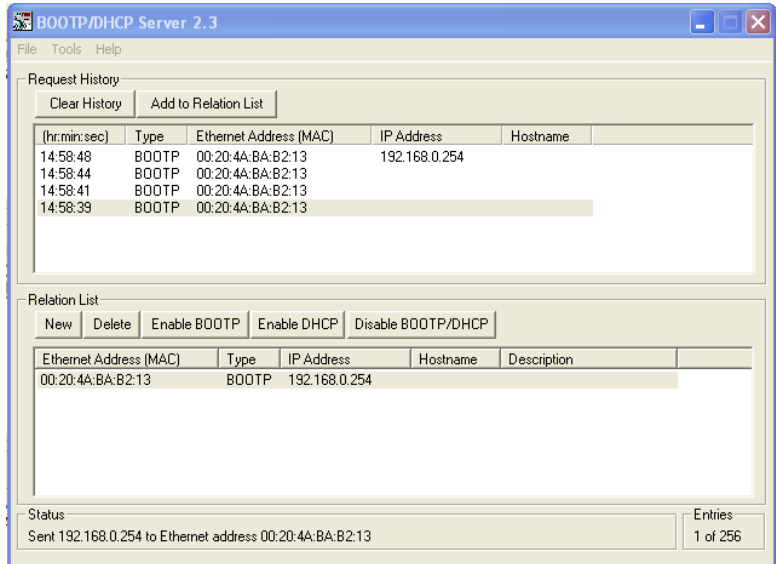 BOOTP/DHCP Server 2.3
File Tools Help
Request History
Clear History Add to Relation List
(hr:min:sec) Type Ethernet Address (MAC) IP Address Hostname
14:58:48 BOOTP 00:20:4A:BA:B2:13 192.168.0.254
14:58:44 BOOTP 00:20:4A:BA:B2:13
14:58:41 BOOTP 00:20:4A:BA:B2:13
14:58:39 BOOTP 00:20:4A:BA:B2:13
Relation List
New Delete Enable BOOTP Enable DHCP Disable BOOTP/DHCP
Ethernet Address (MAC) Type IP Address Hostname Description
00:20:4A:BA:B2:13 BOOTP 192.168.0.254
Status Entries
Sent 192.168.0.254 to Ethernet address 00:20:4A:BA:B2:13 1 of 256